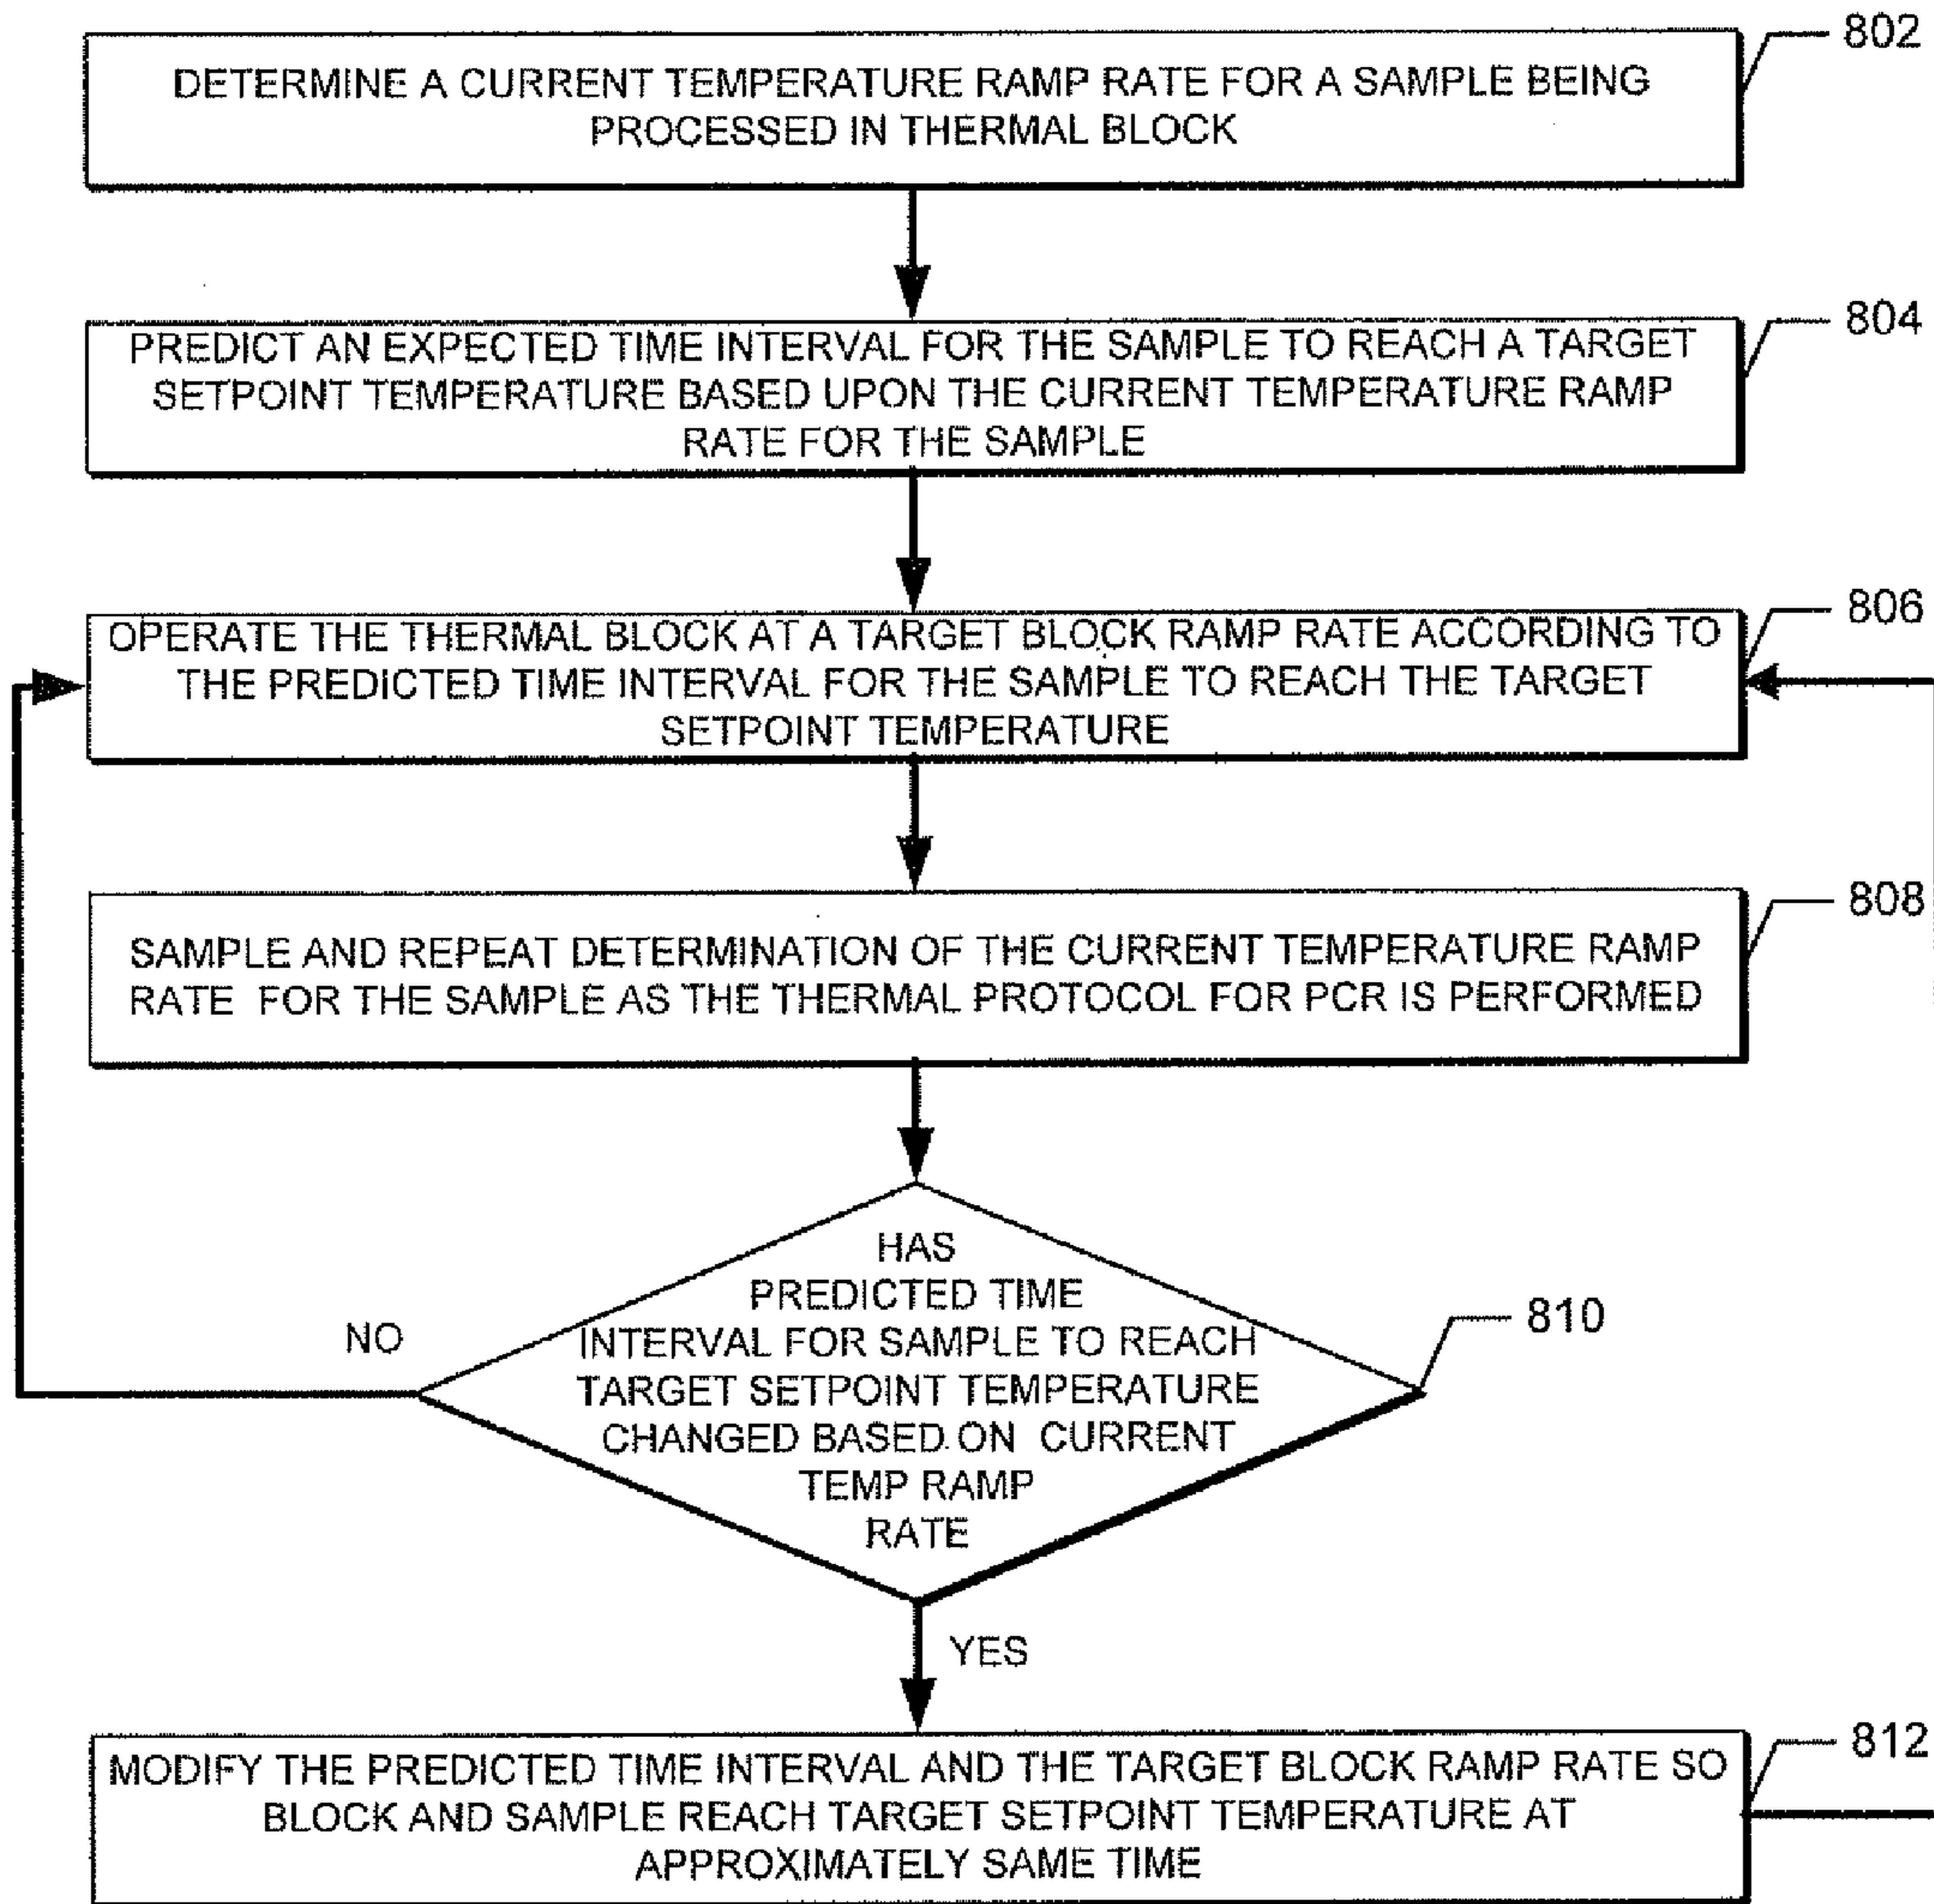 802
DETERMINE A CURRENT TEMPERATURE RAMP RATE FOR A SAMPLE BEING
PROCESSED IN THERMAL BLOCK
804
PREDICT AN EXPECTED TIME INTERVAL FOR THE SAMPLE TO REACH A TARGET
SETPOINT TEMPERATURE BASED UPON THE CURRENT TEMPERATURE RAMP
RATE FOR THE SAMPLE
806
OPERATE THE THERMAL BLOCK AT A TARGET BLOCK RAMP RATE ACCORDING TO
THE PREDICTED TIME INTERVAL FOR THE SAMPLE TO REACH THE TARGET
SETPOINT TEMPERATURE
808
SAMPLE AND REPEAT DETERMINATION OF THE CURRENT TEMPERATURE RAMP
RATE FOR THE SAMPLE AS THE THERMAL PROTOCOL FOR PCR IS PERFORMED
HAS
PREDICTED TIME
INTERVAL FOR SAMPLE TO REACH
TARGET SETPOINT TEMPERATURE
CHANGED BASED ON CURRENT
TEMP RAMP
RATE
810
NO
YES
812
MODIFY THE PREDICTED TIME INTERVAL AND THE TARGET BLOCK RAMP RATE SO
BLOCK AND SAMPLE REACH TARGET SETPOINT TEMPERATURE AT
APPROXIMATELY SAME TIME